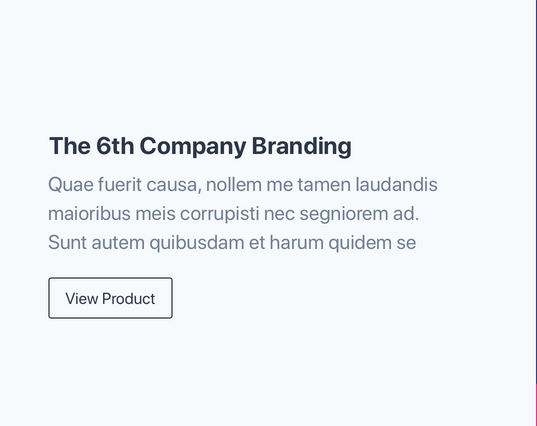 The 6th Company Branding
Quae fuerit causa, nollem me tamen laudandis
maioribus meis corrupisti nec segniorem ad.
Sunt autem quibusdam et harum quidem se
View Product